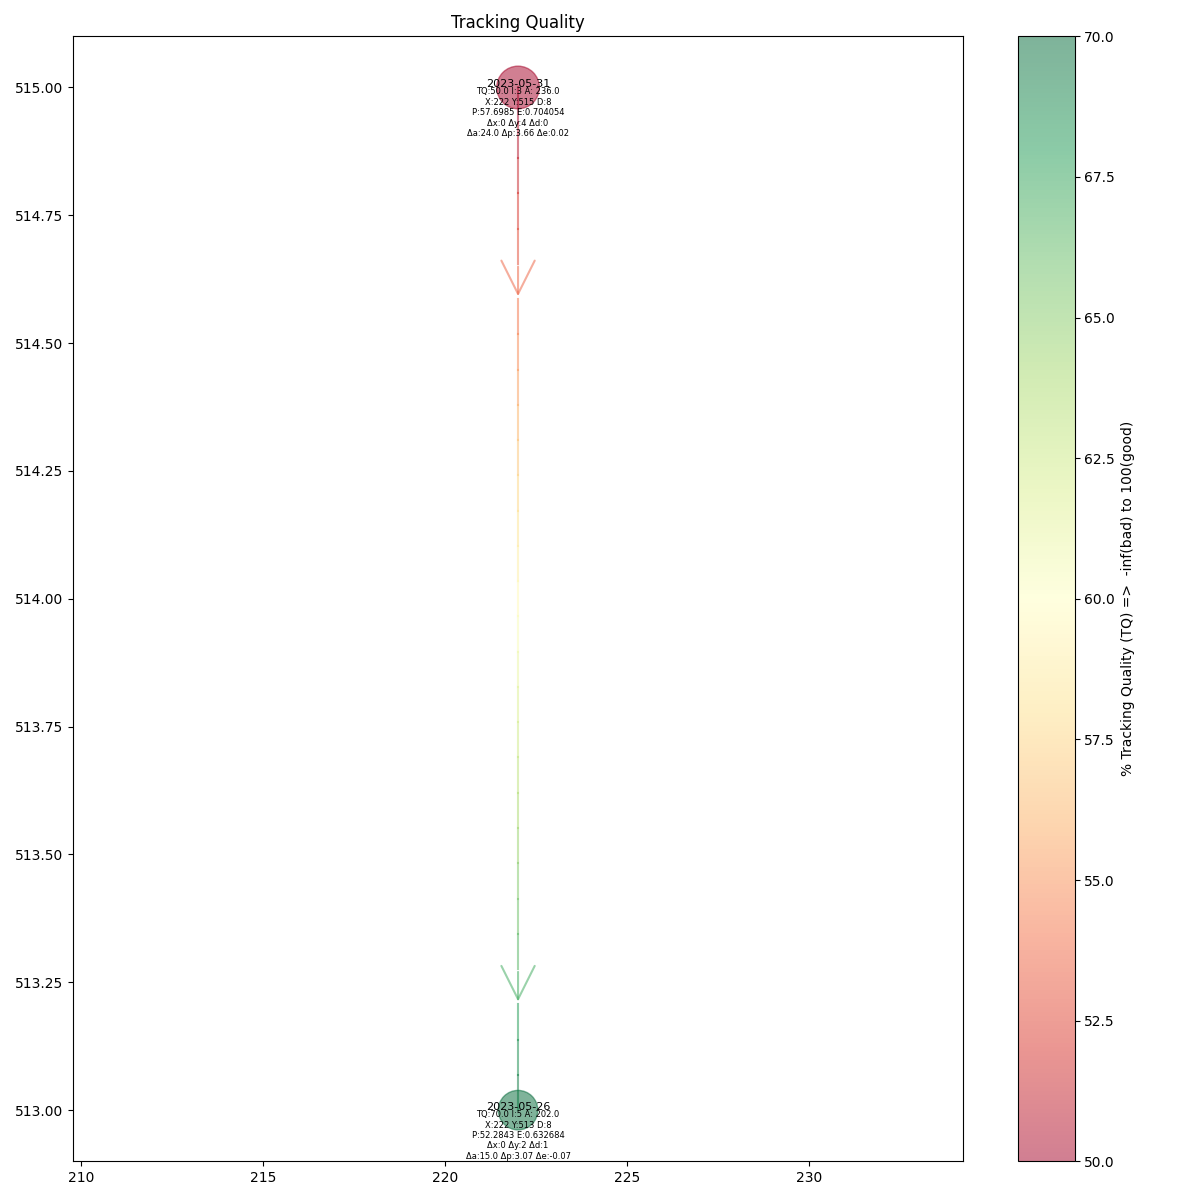 Tracking Quality
515.00
514.75
514.50
514.25
514.00
513.75
513.50
513.25
513.00
2023-05-31
TQ:50.0 I:3 A: 236.0
X:222 Y:515 D:8
P:57.6985 E:0.704054
Δx:0 Δy:4 Δd:0
Δa:24.0 Δp:3.66 Δe:0.02
2023-05-26
TQ:70.0 I:5 A: 202.0
X:222 Y:513 D:8
P:52.2843 E:0.632684
Δx:0 Δy:2 Δd:1
Δa:15.0 Δp:3.07 Δe:-0.07
210
215
220
225
230
70.0
67.5
65.0
62.5
60.0
57.5
55.0
52.5
50.0
% Tracking Quality (TQ) => -inf(bad) to 100(good)